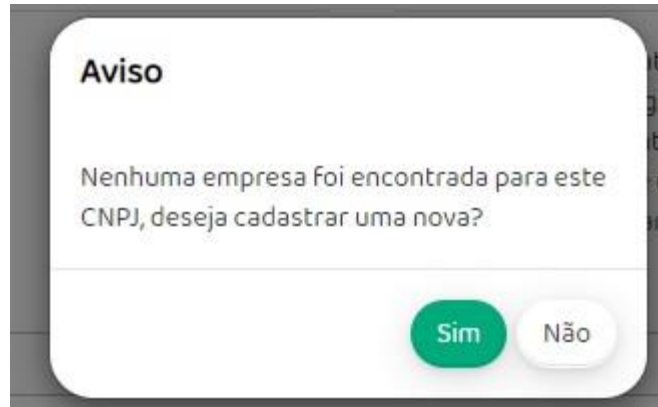 Aviso
Nenhuma empresa foi encontrada para este
CNPJ, deseja cadastrar uma nova?
Sim
Não